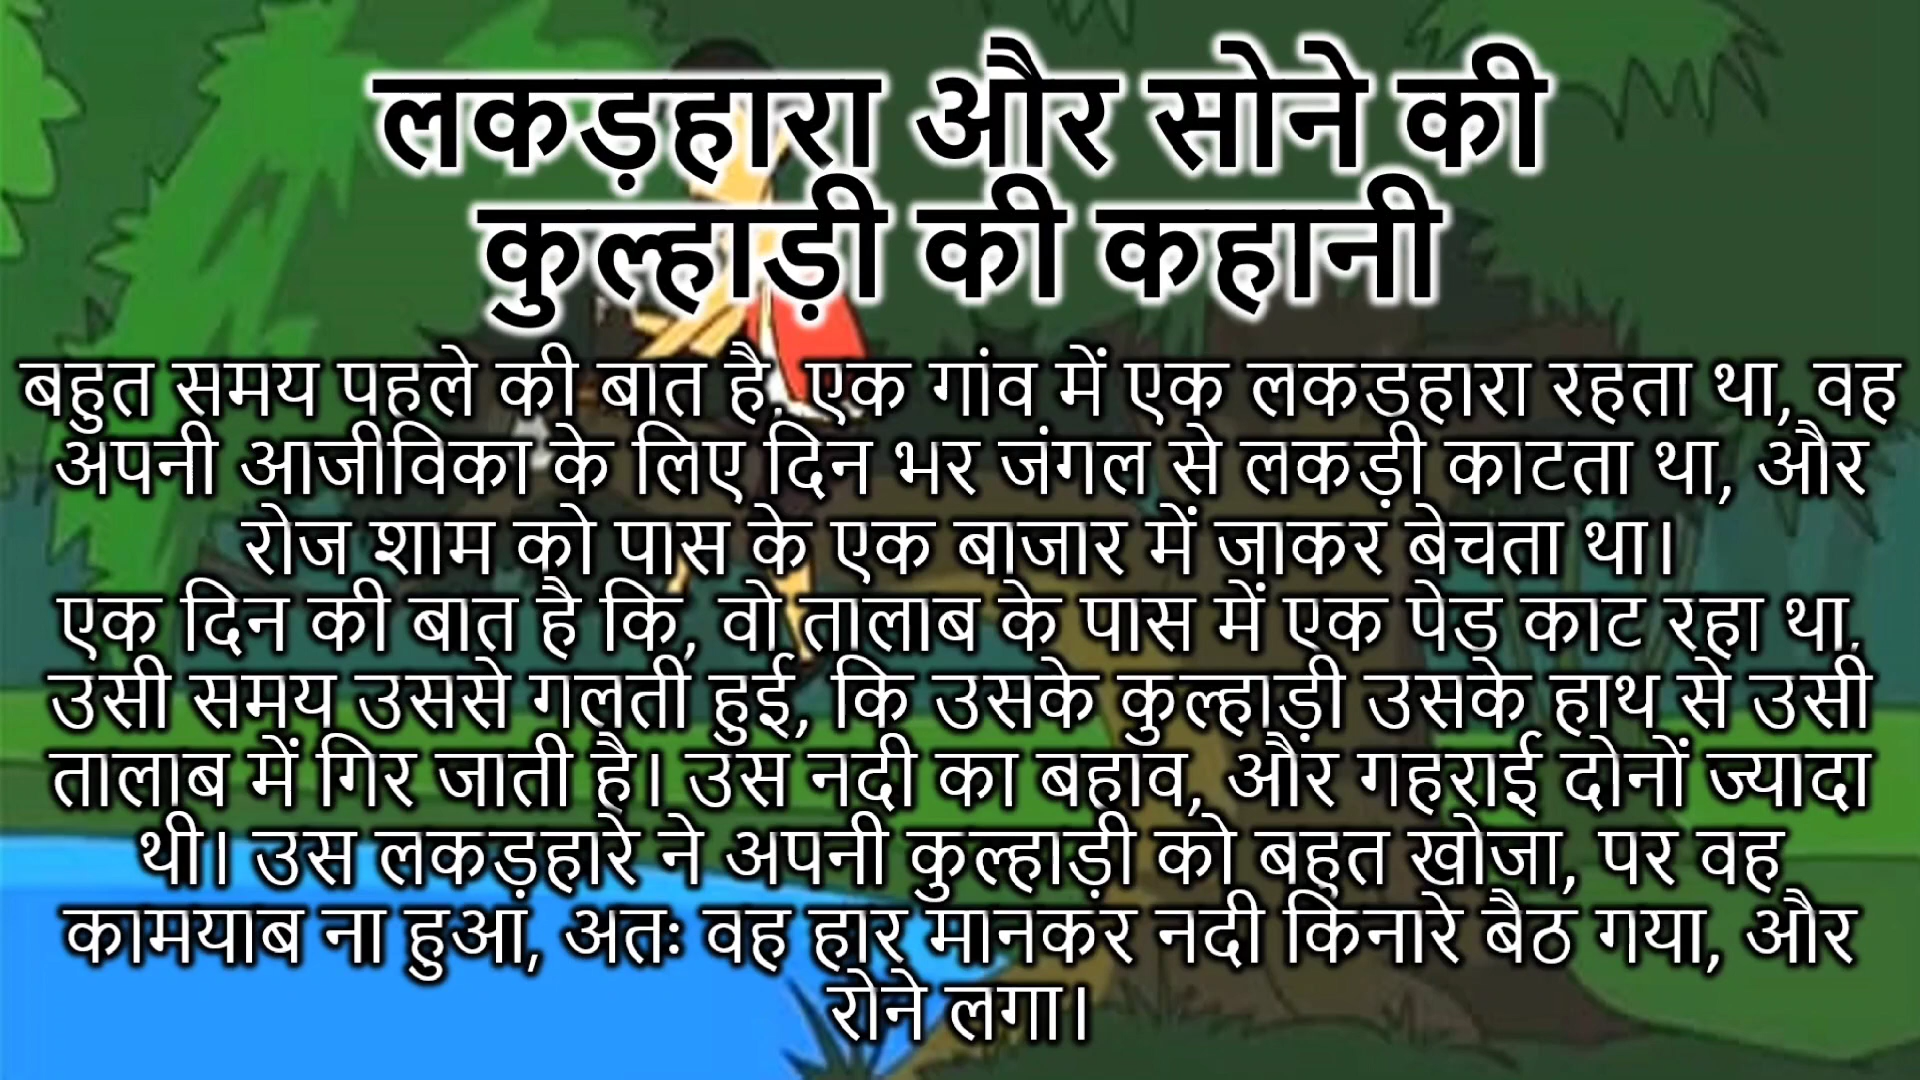 लकड़हारा और सोने की
कुल्हाड़ी की कहानी
बहुत समय पहले की बात है, एक गांव में एक लकड़हारा रहता था, वह
अपनी आजीविका के लिए दिन भर जंगल से लकड़ी काटता था, और
रोज शाम को पास के एक बाजार में जाकर बेचता था।
एक दिन की बात है कि, वो तालाब के पास में एक पेड़ काट रहा था,
उसी समय उससे गलती हुई, कि उसके कुल्हाड़ी उसके हाथ से उसी
तालाब में गिर जाती है। उस नदी का बहाव, और गहराई दोनों ज्यादा
थी। उस लकड़हारे ने अपनी कुल्हाड़ी को बहुत खोजा, पर वह
कामयाब ना हुआ, अतः वह हार मानकर नदी किनारे बैठ गया, और
रोने लगा।